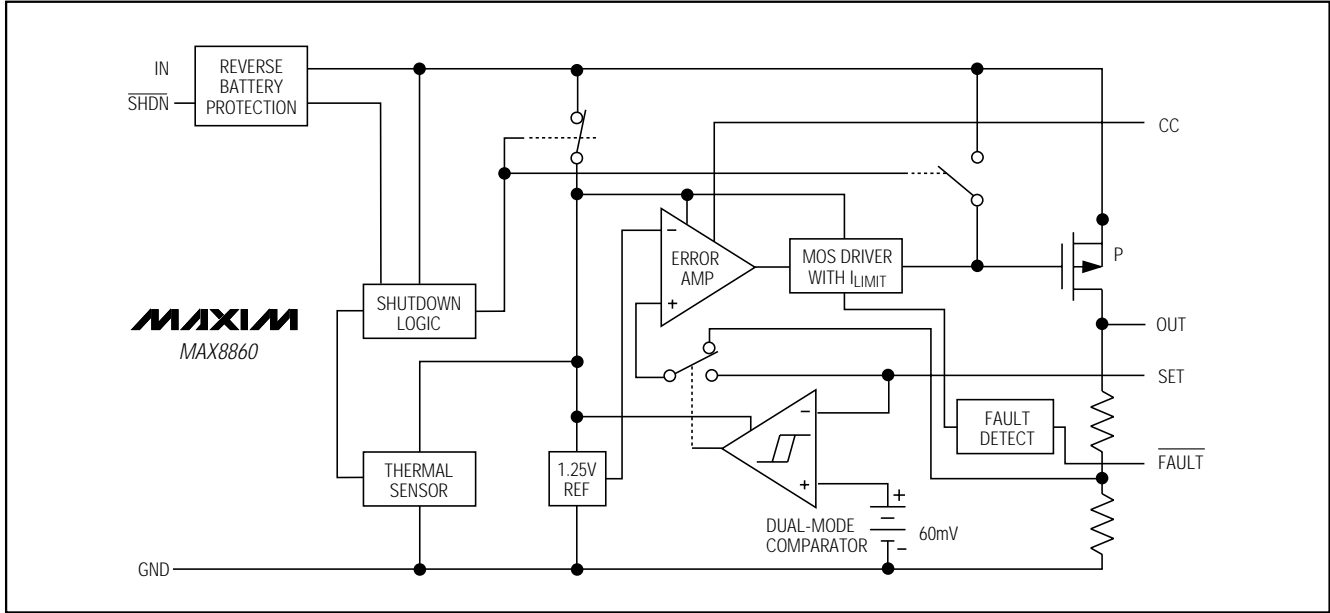 IN
SHDN
REVERSE
BATTERY
PROTECTION
CC
ERROR
AMP
−
+
MOS DRIVER
WITH ILIMIT
P
SHUTDOWN
LOGIC
MAXIM
MAX8860
OUT
SET
FAULT
DETECT
FAULT
THERMAL
SENSOR
1.25V
REF
−
+
DUAL-MODE
COMPARATOR
+
−
60mV
GND